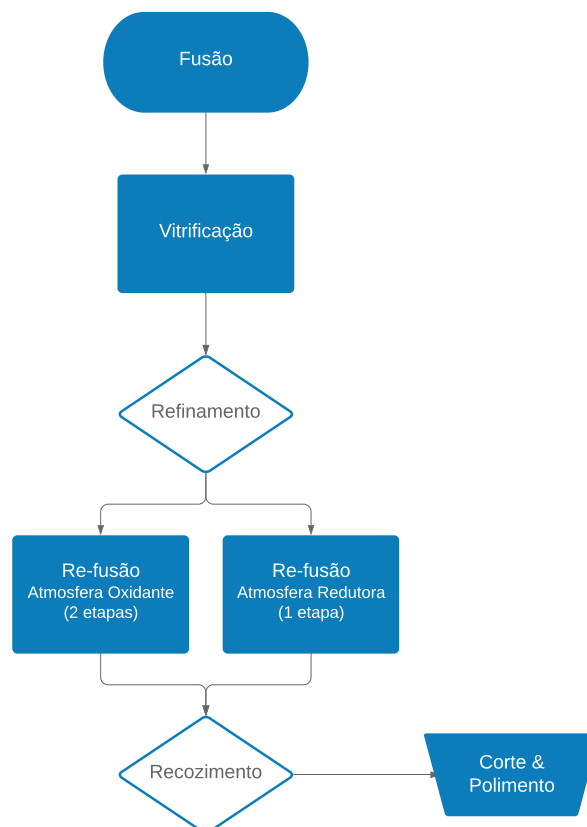 Fusão
Vitrificação
Refinamento
Re-fusão
Atmosfera Oxidante
(2 etapas)
Re-fusão
Atmosfera Redutora
(1 etapa)
Recozimento
Corte &
Polimento